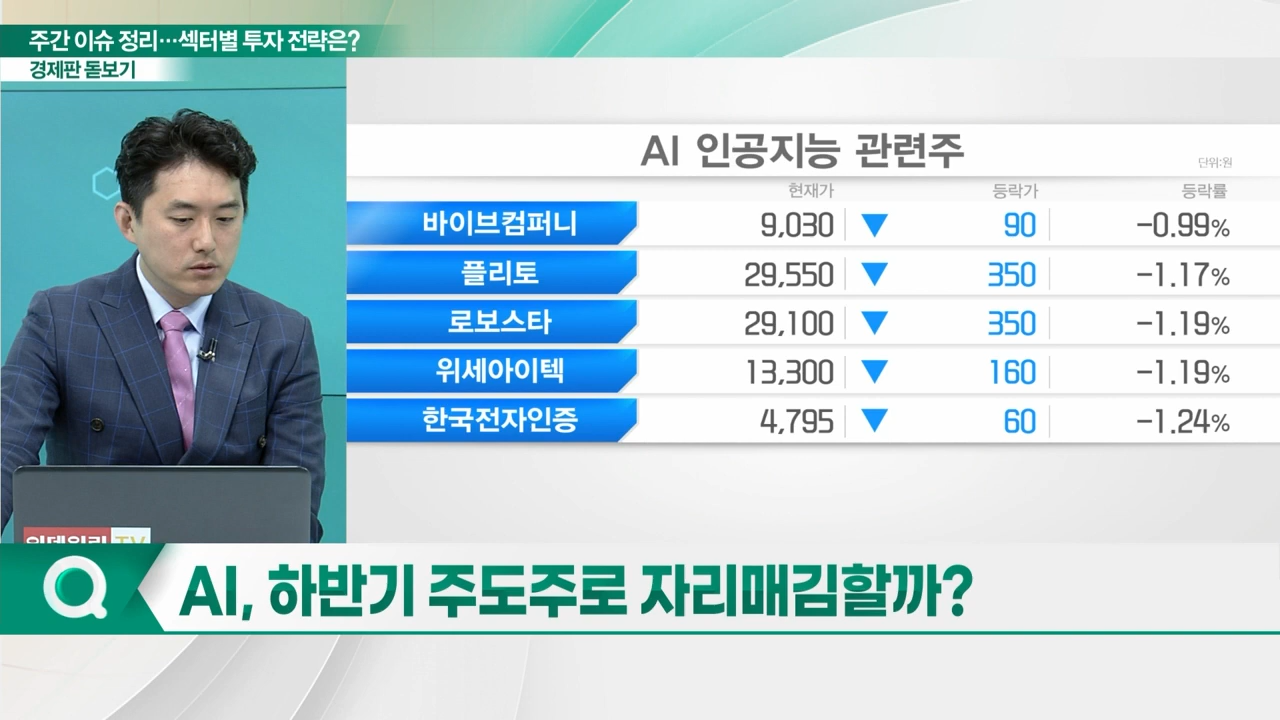 주간 이슈 정리…섹터별 투자 전략은?
경제판 돋보기
AI 인공지능 관련주
단위:원
현재가 등락가 등락률
바이브컴퍼니 9,030 ▼ 90 -0.99%
플리토 29,550 ▼ 350 -1.17%
로보스타 29,100 ▼ 350 -1.19%
위세아이텍 13,300 ▼ 160 -1.19%
한국전자인증 4,795 ▼ 60 -1.24%
이데일리 TV
AI, 하반기 주도주로 자리매김할까?